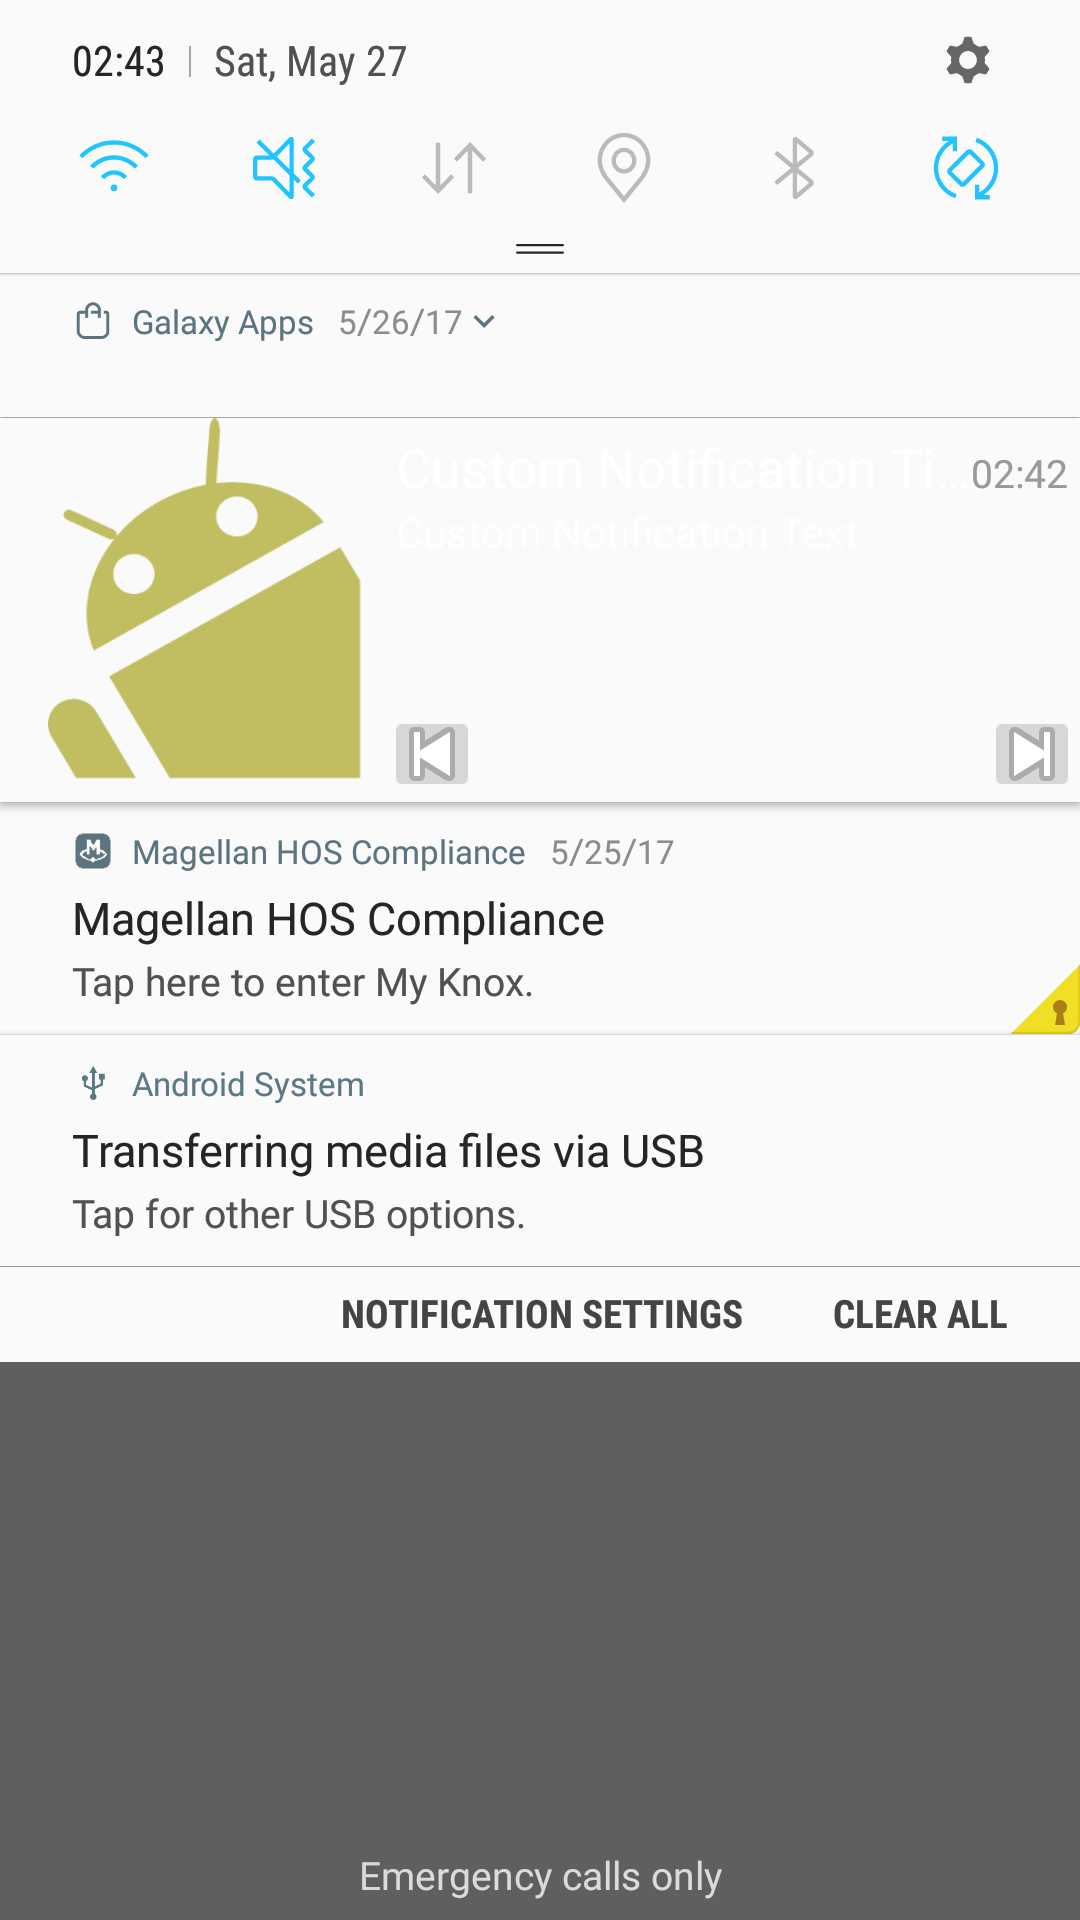 02:43 | Sat, May 27
Galaxy Apps 5/26/17
Custom Notification Ti... 02:42
Custom Notification Text
Magellan HOS Compliance 5/25/17
Magellan HOS Compliance
Tap here to enter My Knox.
Android System
Transferring media files via USB
Tap for other USB options.
NOTIFICATION SETTINGS CLEAR ALL
Emergency calls only